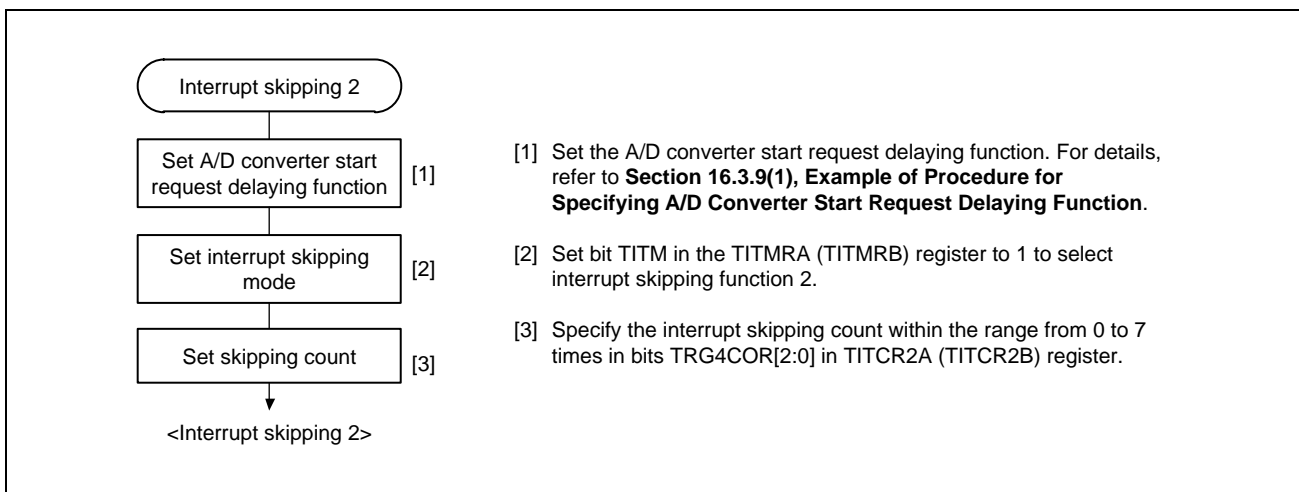 Interrupt skipping 2
Set A/D converter start
request delaying function
[1]
Set interrupt skipping
mode
[2]
Set skipping count
[3]
<Interrupt skipping 2>
[1] Set the A/D converter start request delaying function. For details,
refer to Section 16.3.9(1), Example of Procedure for
Specifying A/D Converter Start Request Delaying Function.
[2] Set bit TITM in the TITMRA (TITMRB) register to 1 to select
interrupt skipping function 2.
[3] Specify the interrupt skipping count within the range from 0 to 7
times in bits TRG4COR[2:0] in TITCR2A (TITCR2B) register.